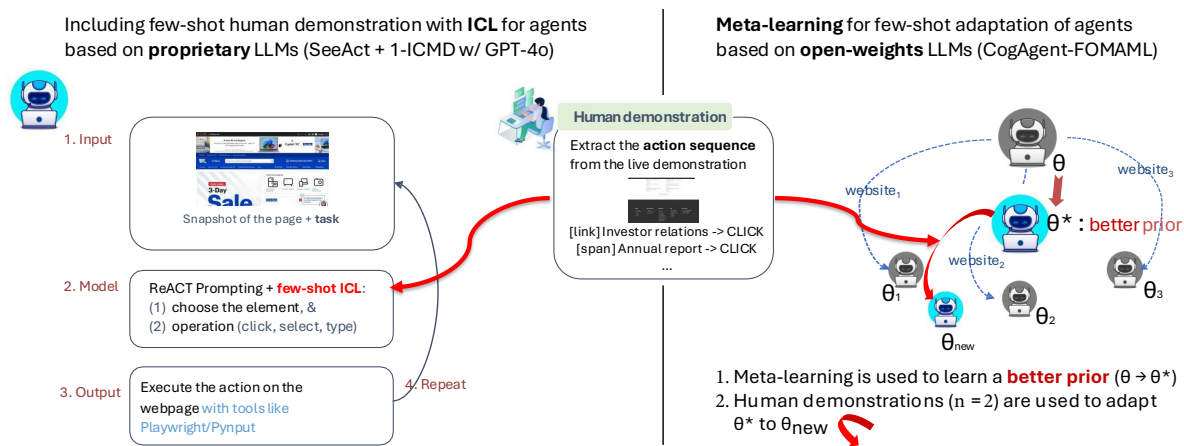 Including few-shot human demonstration with ICL for agents
based on proprietary LLMs (SeeAct + 1-ICMD w/ GPT-4o)
1. Input
3-Day
Sale
Snapshot of the page + task
2. Model
ReACT Prompting + few-shot ICL:
(1) choose the element, &
(2) operation (click, select, type)
3. Output
Execute the action on the
webpage with tools like
Playwright/Pynput
4. Repeat
Human demonstration
Extract the action sequence
from the live demonstration
[link] Investor relations -> CLICK
[span] Annual report -> CLICK
...
Meta-learning for few-shot adaptation of agents
based on open-weights LLMs (CogAgent-FOMAML)
θ
website₁
website₃
θ* : better prior
website₂
θ₁
θ₂
θ₃
θnew
1. Meta-learning is used to learn a better prior (θ → θ*)
2. Human demonstrations (n = 2) are used to adapt
θ* to θnew